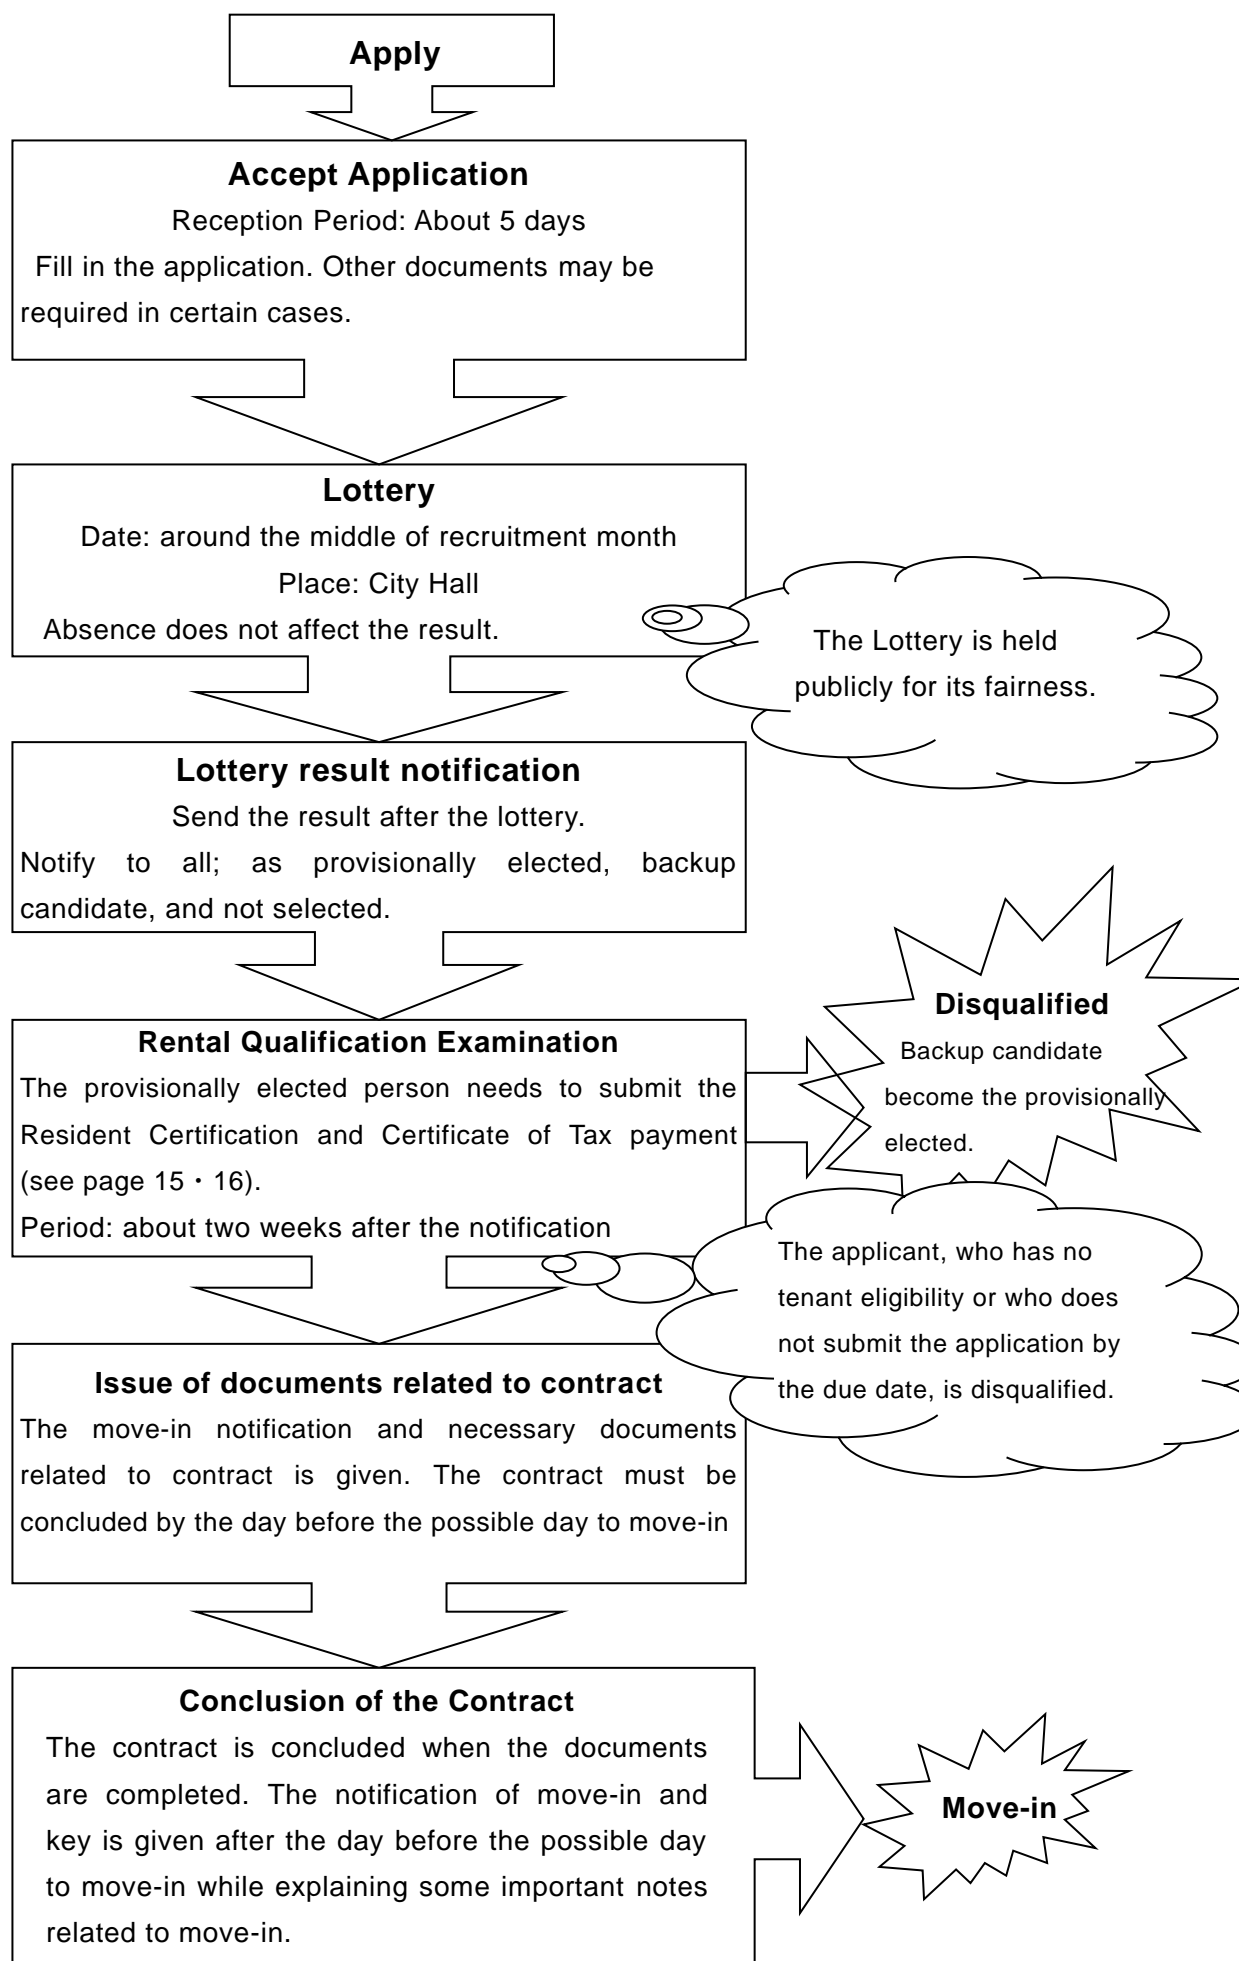 Apply
Accept Application
Reception Period: About 5 days
Fill in the application. Other documents may be
required in certain cases.
Lottery
Date: around the middle of recruitment month
Place: City Hall
Absence does not affect the result.
The Lottery is held
publicly for its fairness.
Lottery result notification
Send the result after the lottery.
Notify to all; as provisionally elected, backup
candidate, and not selected.
Rental Qualification Examination
The provisionally elected person needs to submit the
Resident Certification and Certificate of Tax payment
(see page 15・16).
Period: about two weeks after the notification
Disqualified
Backup candidate
become the provisionally
elected.
The applicant, who has no
tenant eligibility or who does
not submit the application by
the due date, is disqualified.
Issue of documents related to contract
The move-in notification and necessary documents
related to contract is given. The contract must be
concluded by the day before the possible day to move-in
Conclusion of the Contract
The contract is concluded when the documents
are completed. The notification of move-in and
key is given after the day before the possible day
to move-in while explaining some important notes
related to move-in.
Move-in